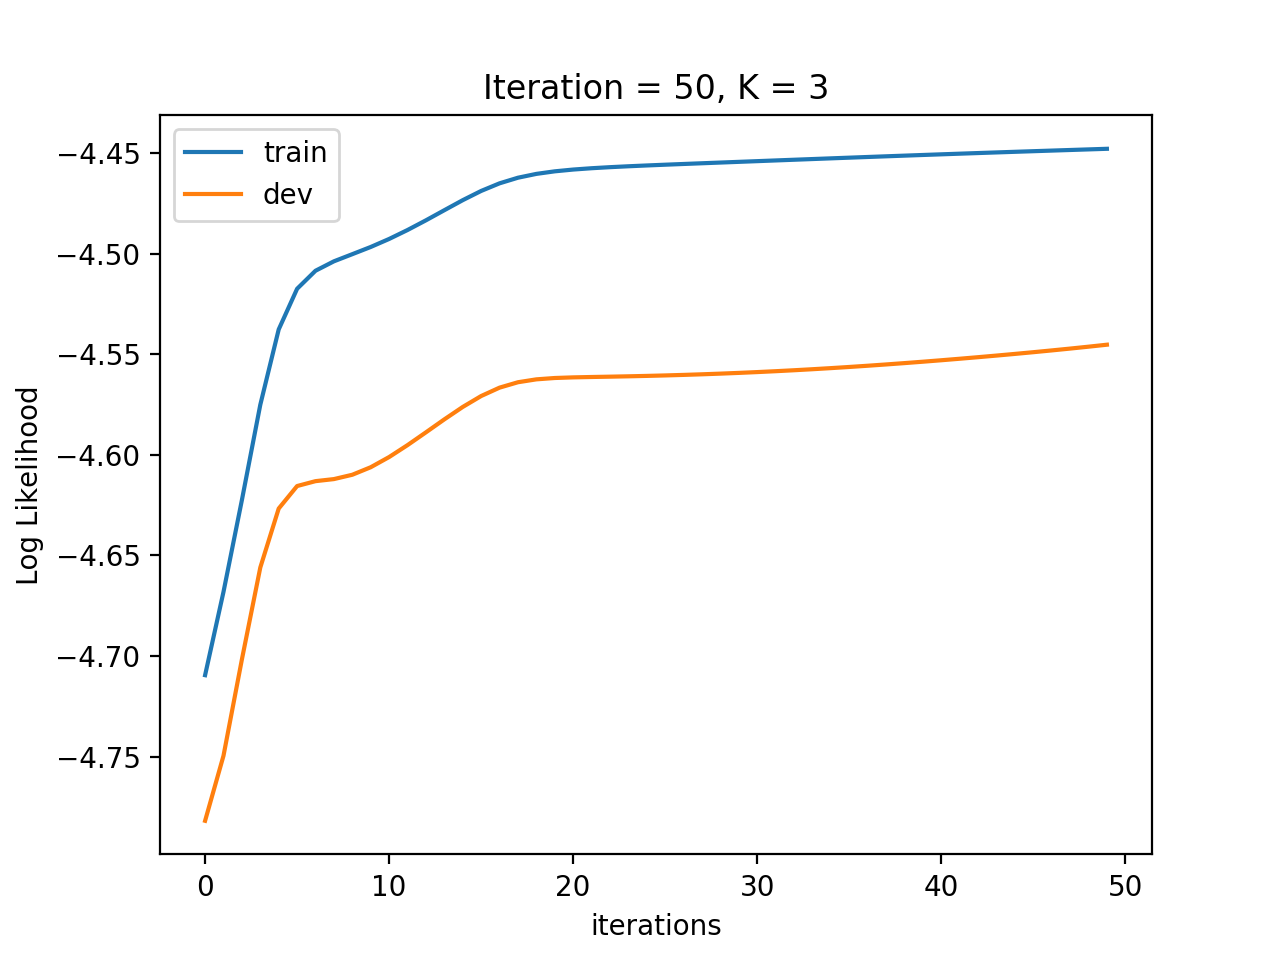 Iteration = 50, K = 3
train
dev
Log Likelihood
−4.45
−4.50
−4.55
−4.60
−4.65
−4.70
−4.75
0 10 20 30 40 50
iterations